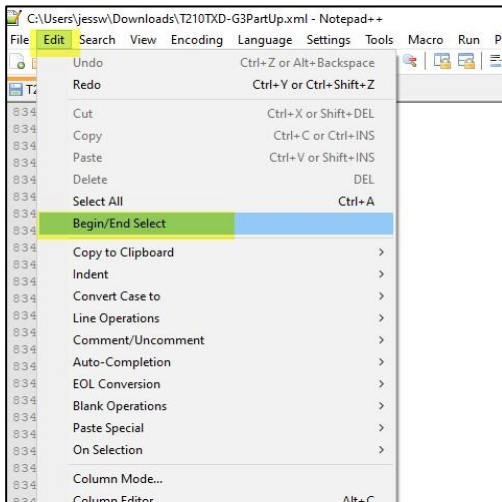 C:\Users\jessw\Downloads\T210TXD-G3PartUp.xml - Notepad++
File Edit Search View Encoding Language Settings Tools Macro Run P
Undo Ctrl+Z or Alt+Backspace
Redo Ctrl+Y or Ctrl+Shift+Z
Cut Ctrl+X or Shift+DEL
Copy Ctrl+C or Ctrl+INS
Paste Ctrl+V or Shift+INS
Delete DEL
Select All Ctrl+A
Begin/End Select
Copy to Clipboard
Indent
Convert Case to
Line Operations
Comment/Uncomment
Auto-Completion
EOL Conversion
Blank Operations
Paste Special
On Selection
Column Mode...
Column Editor... Alt+C